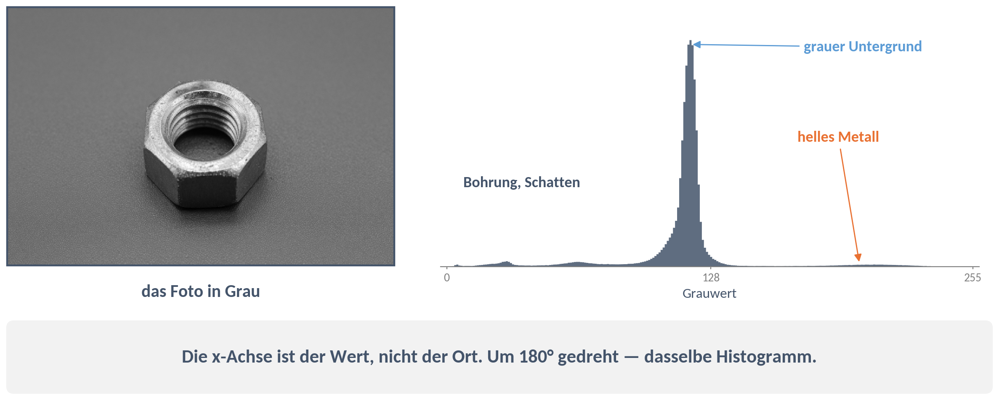 grauer Untergrund
helles Metall
Bohrung, Schatten
0 128 255
Grauwert
das Foto in Grau
Die x-Achse ist der Wert, nicht der Ort. Um 180° gedreht — dasselbe Histogramm.